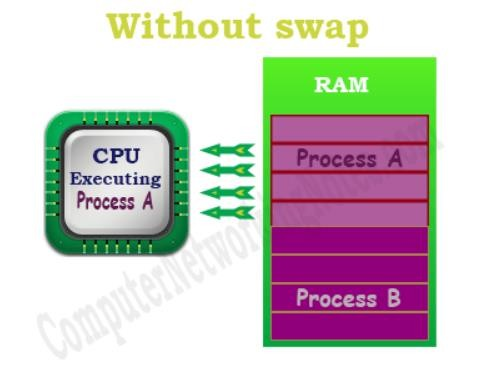 Without swap
RAM
CPU
Executing
Process A
Process A
Process B
ComputerNetworkingNotes.com